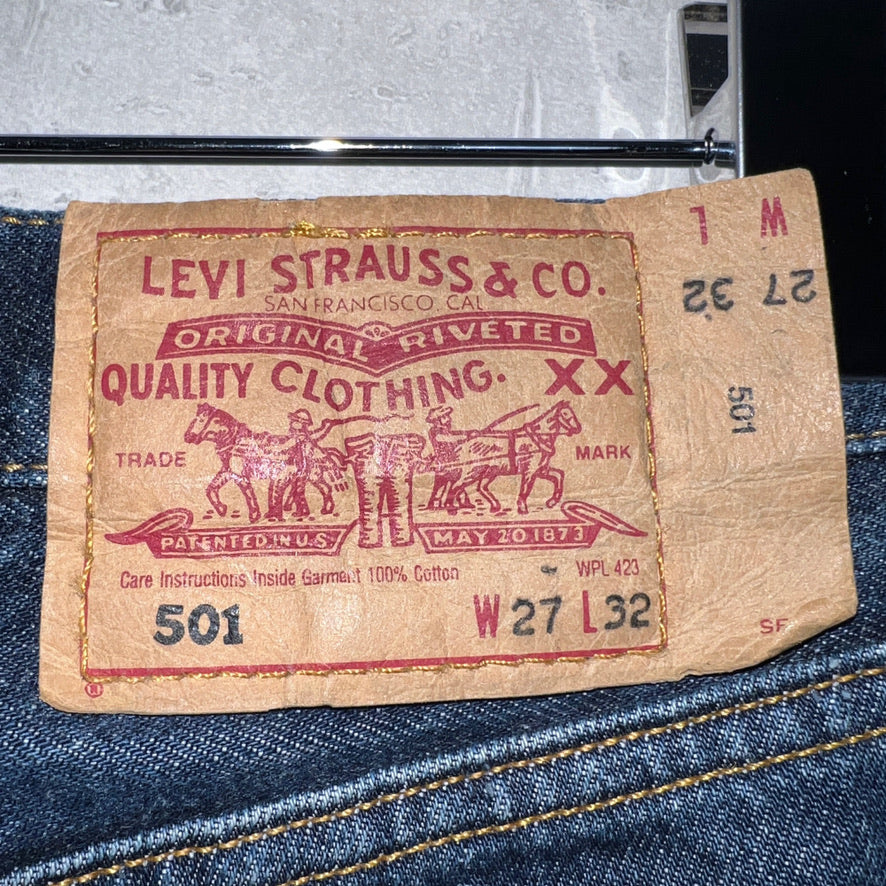 LEVI STRAUSS & CO.
SAN FRANCISCO, CAL
ORIGINAL RIVETED
QUALITY CLOTHING. XX
TRADE MARK
PATENTED IN U.S. MAY 20 1873
Care Instructions Inside Garment 100% Cotton WPL 423
501 W 27 L 32
®
W L
27 32
501
SF